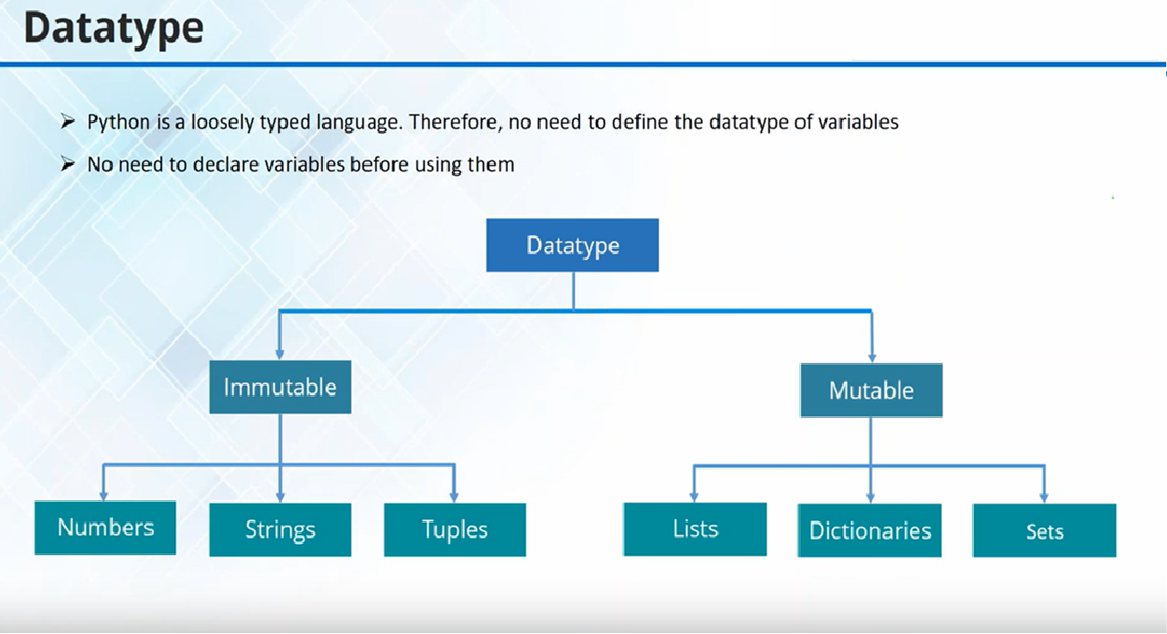 Datatype
➤ Python is a loosely typed language. Therefore, no need to define the datatype of variables
➤ No need to declare variables before using them
Datatype
Immutable
Mutable
Numbers
Strings
Tuples
Lists
Dictionaries
Sets